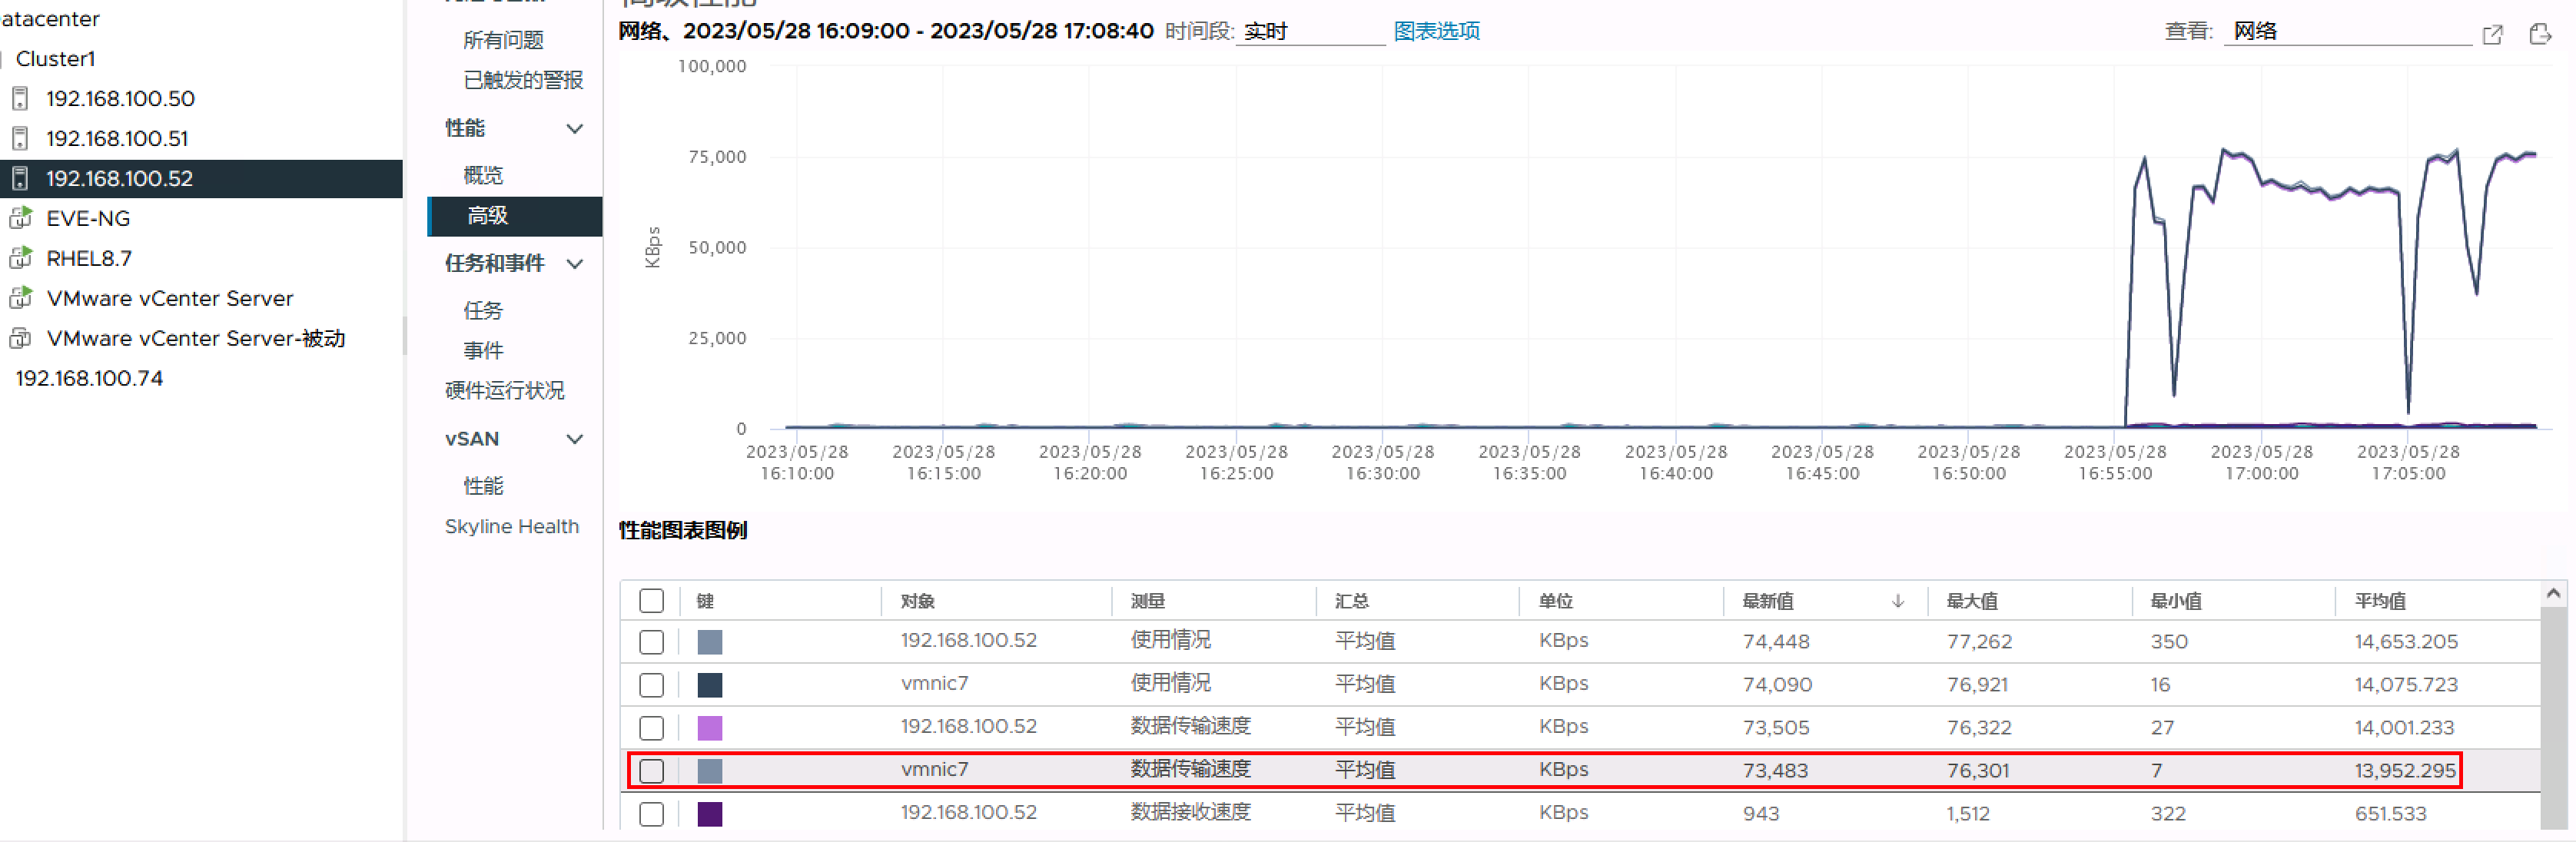 atacenter
Cluster1
192.168.100.50
192.168.100.51
192.168.100.52
EVE-NG
RHEL8.7
VMware vCenter Server
VMware vCenter Server-被动
192.168.100.74
所有问题
已触发的警报
性能
概览
高级
任务和事件
任务
事件
硬件运行状况
vSAN
性能
Skyline Health
高级性能
网络、2023/05/28 16:09:00 - 2023/05/28 17:08:40 时间段: 实时 图表选项 查看: 网络
100,000
75,000
50,000
25,000
0
KBps
2023/05/28 16:10:00
2023/05/28 16:15:00
2023/05/28 16:20:00
2023/05/28 16:25:00
2023/05/28 16:30:00
2023/05/28 16:35:00
2023/05/28 16:40:00
2023/05/28 16:45:00
2023/05/28 16:50:00
2023/05/28 16:55:00
2023/05/28 17:00:00
2023/05/28 17:05:00
性能图表图例
键 对象 测量 汇总 单位 最新值 最大值 最小值 平均值
192.168.100.52 使用情况 平均值 KBps 74,448 77,262 350 14,653.205
vmnic7 使用情况 平均值 KBps 74,090 76,921 16 14,075.723
192.168.100.52 数据传输速度 平均值 KBps 73,505 76,322 27 14,001.233
vmnic7 数据传输速度 平均值 KBps 73,483 76,301 7 13,952.295
192.168.100.52 数据接收速度 平均值 KBps 943 1,512 322 651.533